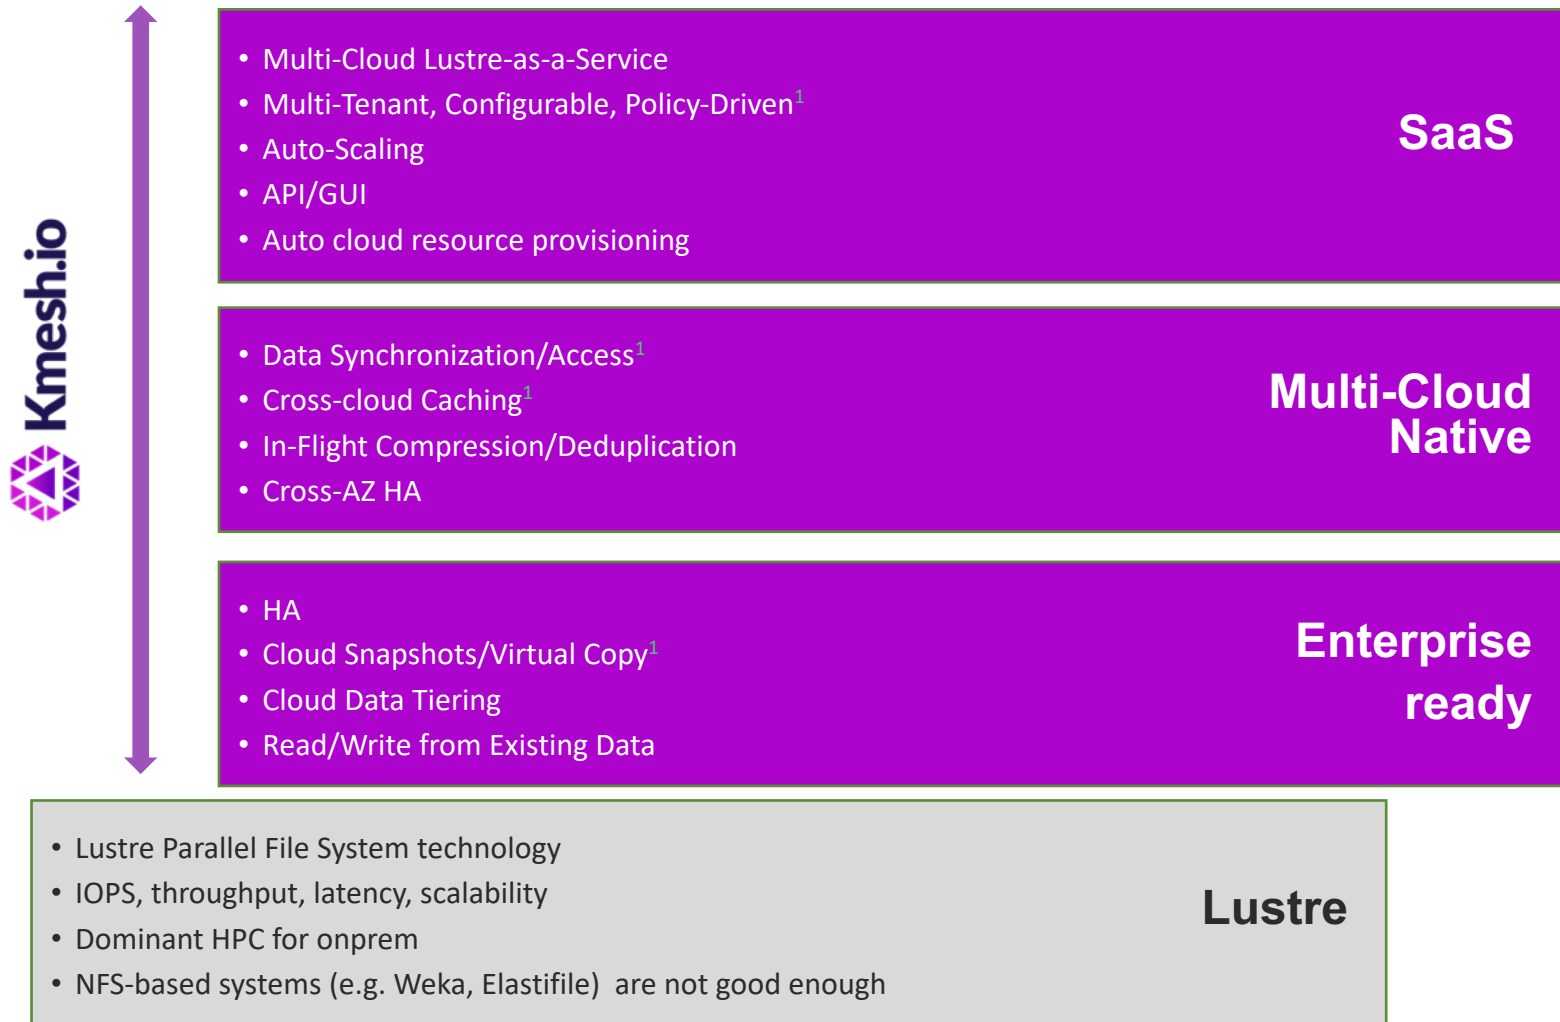 Kmesh.io
• Multi-Cloud Lustre-as-a-Service
• Multi-Tenant, Configurable, Policy-Driven1
• Auto-Scaling
• API/GUI
• Auto cloud resource provisioning
SaaS
• Data Synchronization/Access1
• Cross-cloud Caching1
• In-Flight Compression/Deduplication
• Cross-AZ HA
Multi-Cloud
Native
• HA
• Cloud Snapshots/Virtual Copy1
• Cloud Data Tiering
• Read/Write from Existing Data
Enterprise
ready
• Lustre Parallel File System technology
• IOPS, throughput, latency, scalability
• Dominant HPC for onprem
• NFS-based systems (e.g. Weka, Elastifile)  are not good enough
Lustre